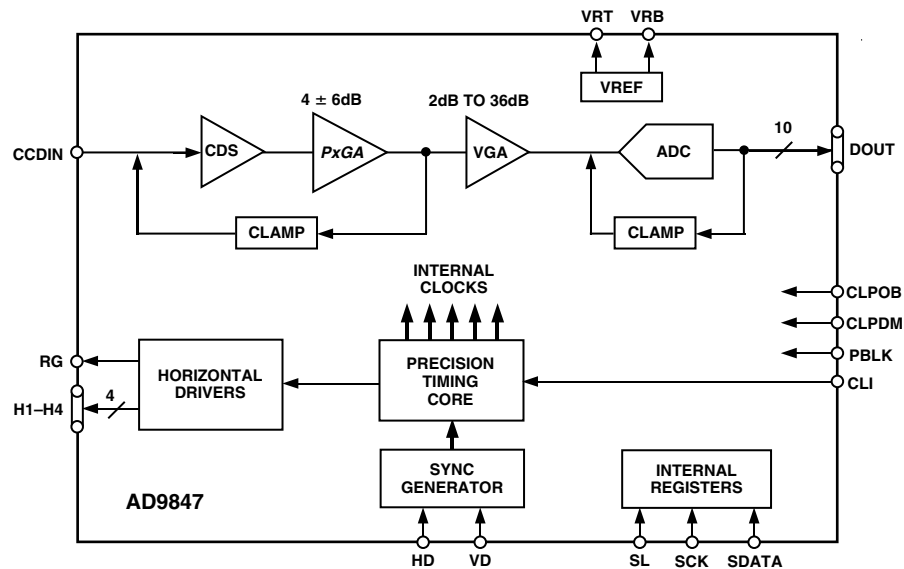 VRT VRB
VREF
4 ± 6dB
2dB TO 36dB
10
CCDIN
CDS
PxGA
VGA
ADC
DOUT
CLAMP
CLAMP
INTERNAL
CLOCKS
CLPOB
CLPDM
PBLK
CLI
RG
H1–H4
4
HORIZONTAL
DRIVERS
PRECISION
TIMING
CORE
SYNC
GENERATOR
INTERNAL
REGISTERS
AD9847
HD VD
SL SCK SDATA